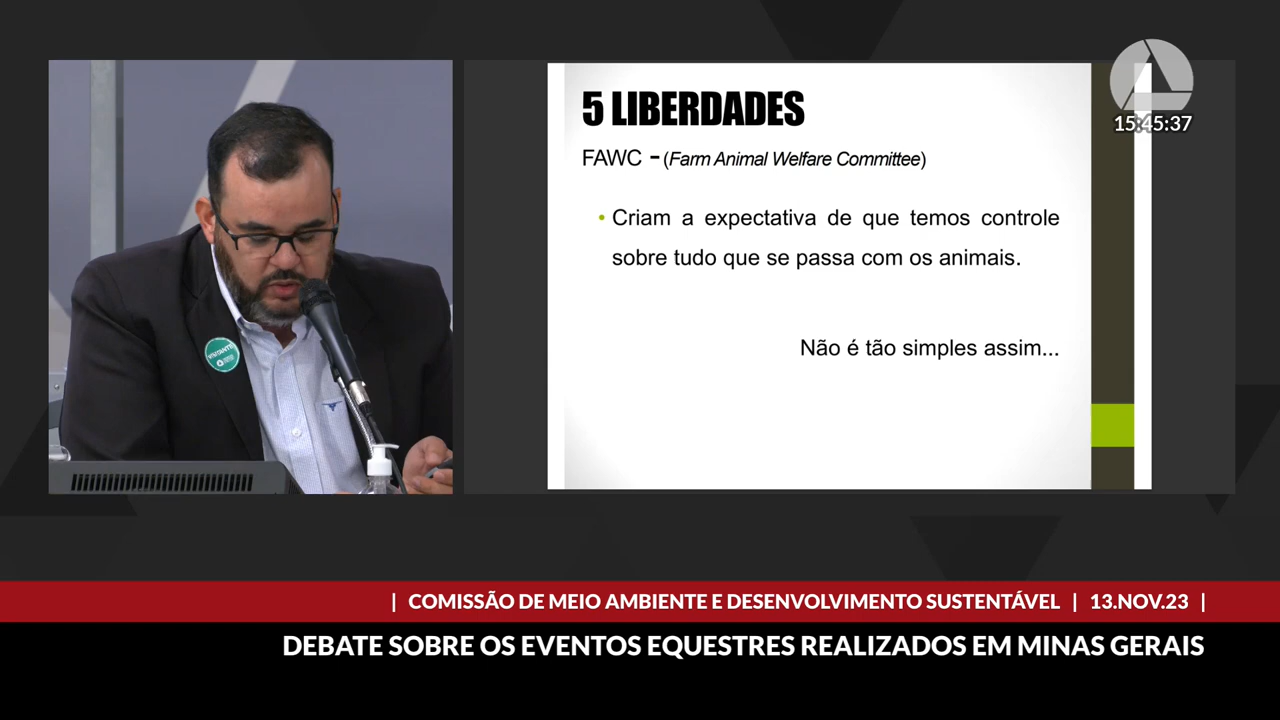 5 LIBERDADES
FAWC - (Farm Animal Welfare Committee)
• Criam a expectativa de que temos controle
sobre tudo que se passa com os animais.
Não é tão simples assim...
15:45:37
VISITANTE
| COMISSÃO DE MEIO AMBIENTE E DESENVOLVIMENTO SUSTENTÁVEL | 13.NOV.23 |
DEBATE SOBRE OS EVENTOS EQUESTRES REALIZADOS EM MINAS GERAIS